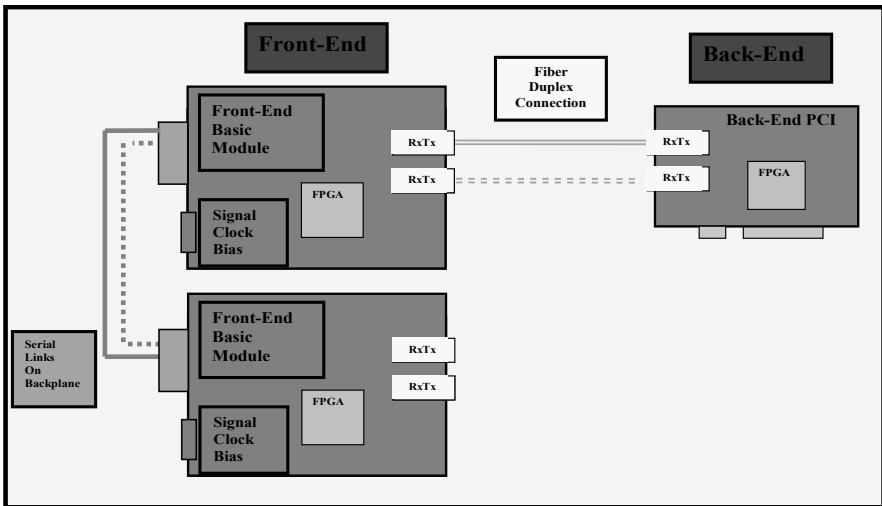 Front-End
Back-End
Fiber
Duplex
Connection
Front-End
Basic
Module
RxTx
RxTx
FPGA
Signal
Clock
Bias
Back-End PCI
RxTx
RxTx
FPGA
Serial
Links
On
Backplane
Front-End
Basic
Module
RxTx
RxTx
FPGA
Signal
Clock
Bias